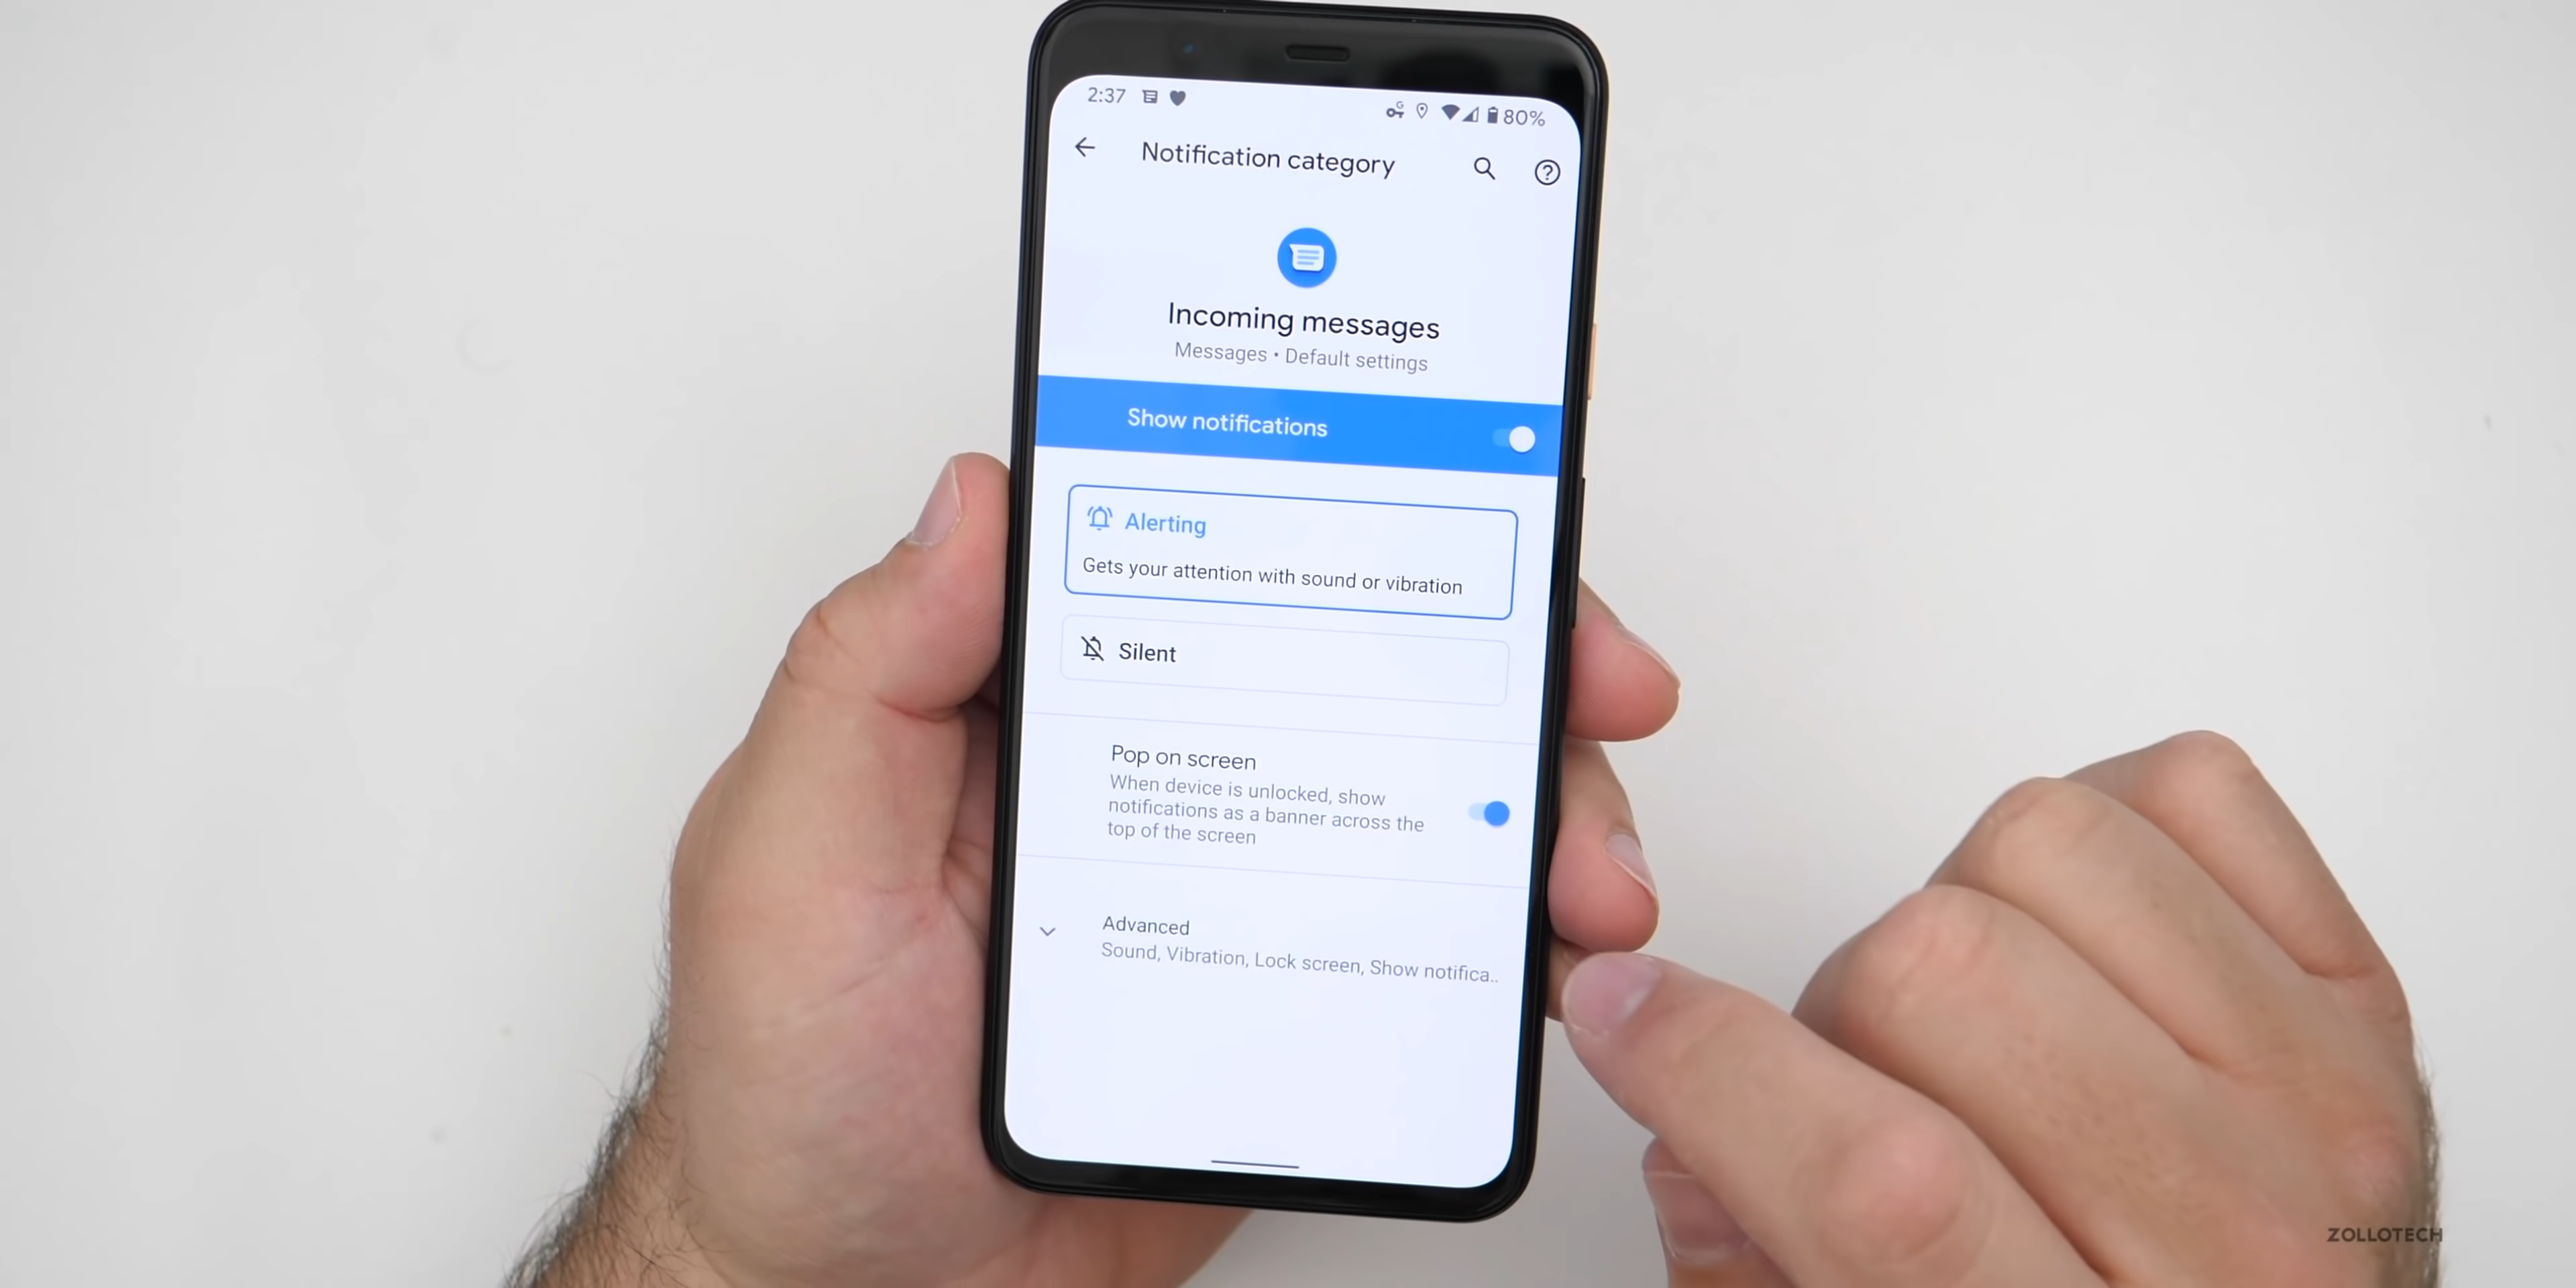 2:37
80%
Notification category
Incoming messages
Messages • Default settings
Show notifications
Alerting
Gets your attention with sound or vibration
Silent
Pop on screen
When device is unlocked, show
notifications as a banner across the
top of the screen
Advanced
Sound, Vibration, Lock screen, Show notifica..
ZOLLOTECH